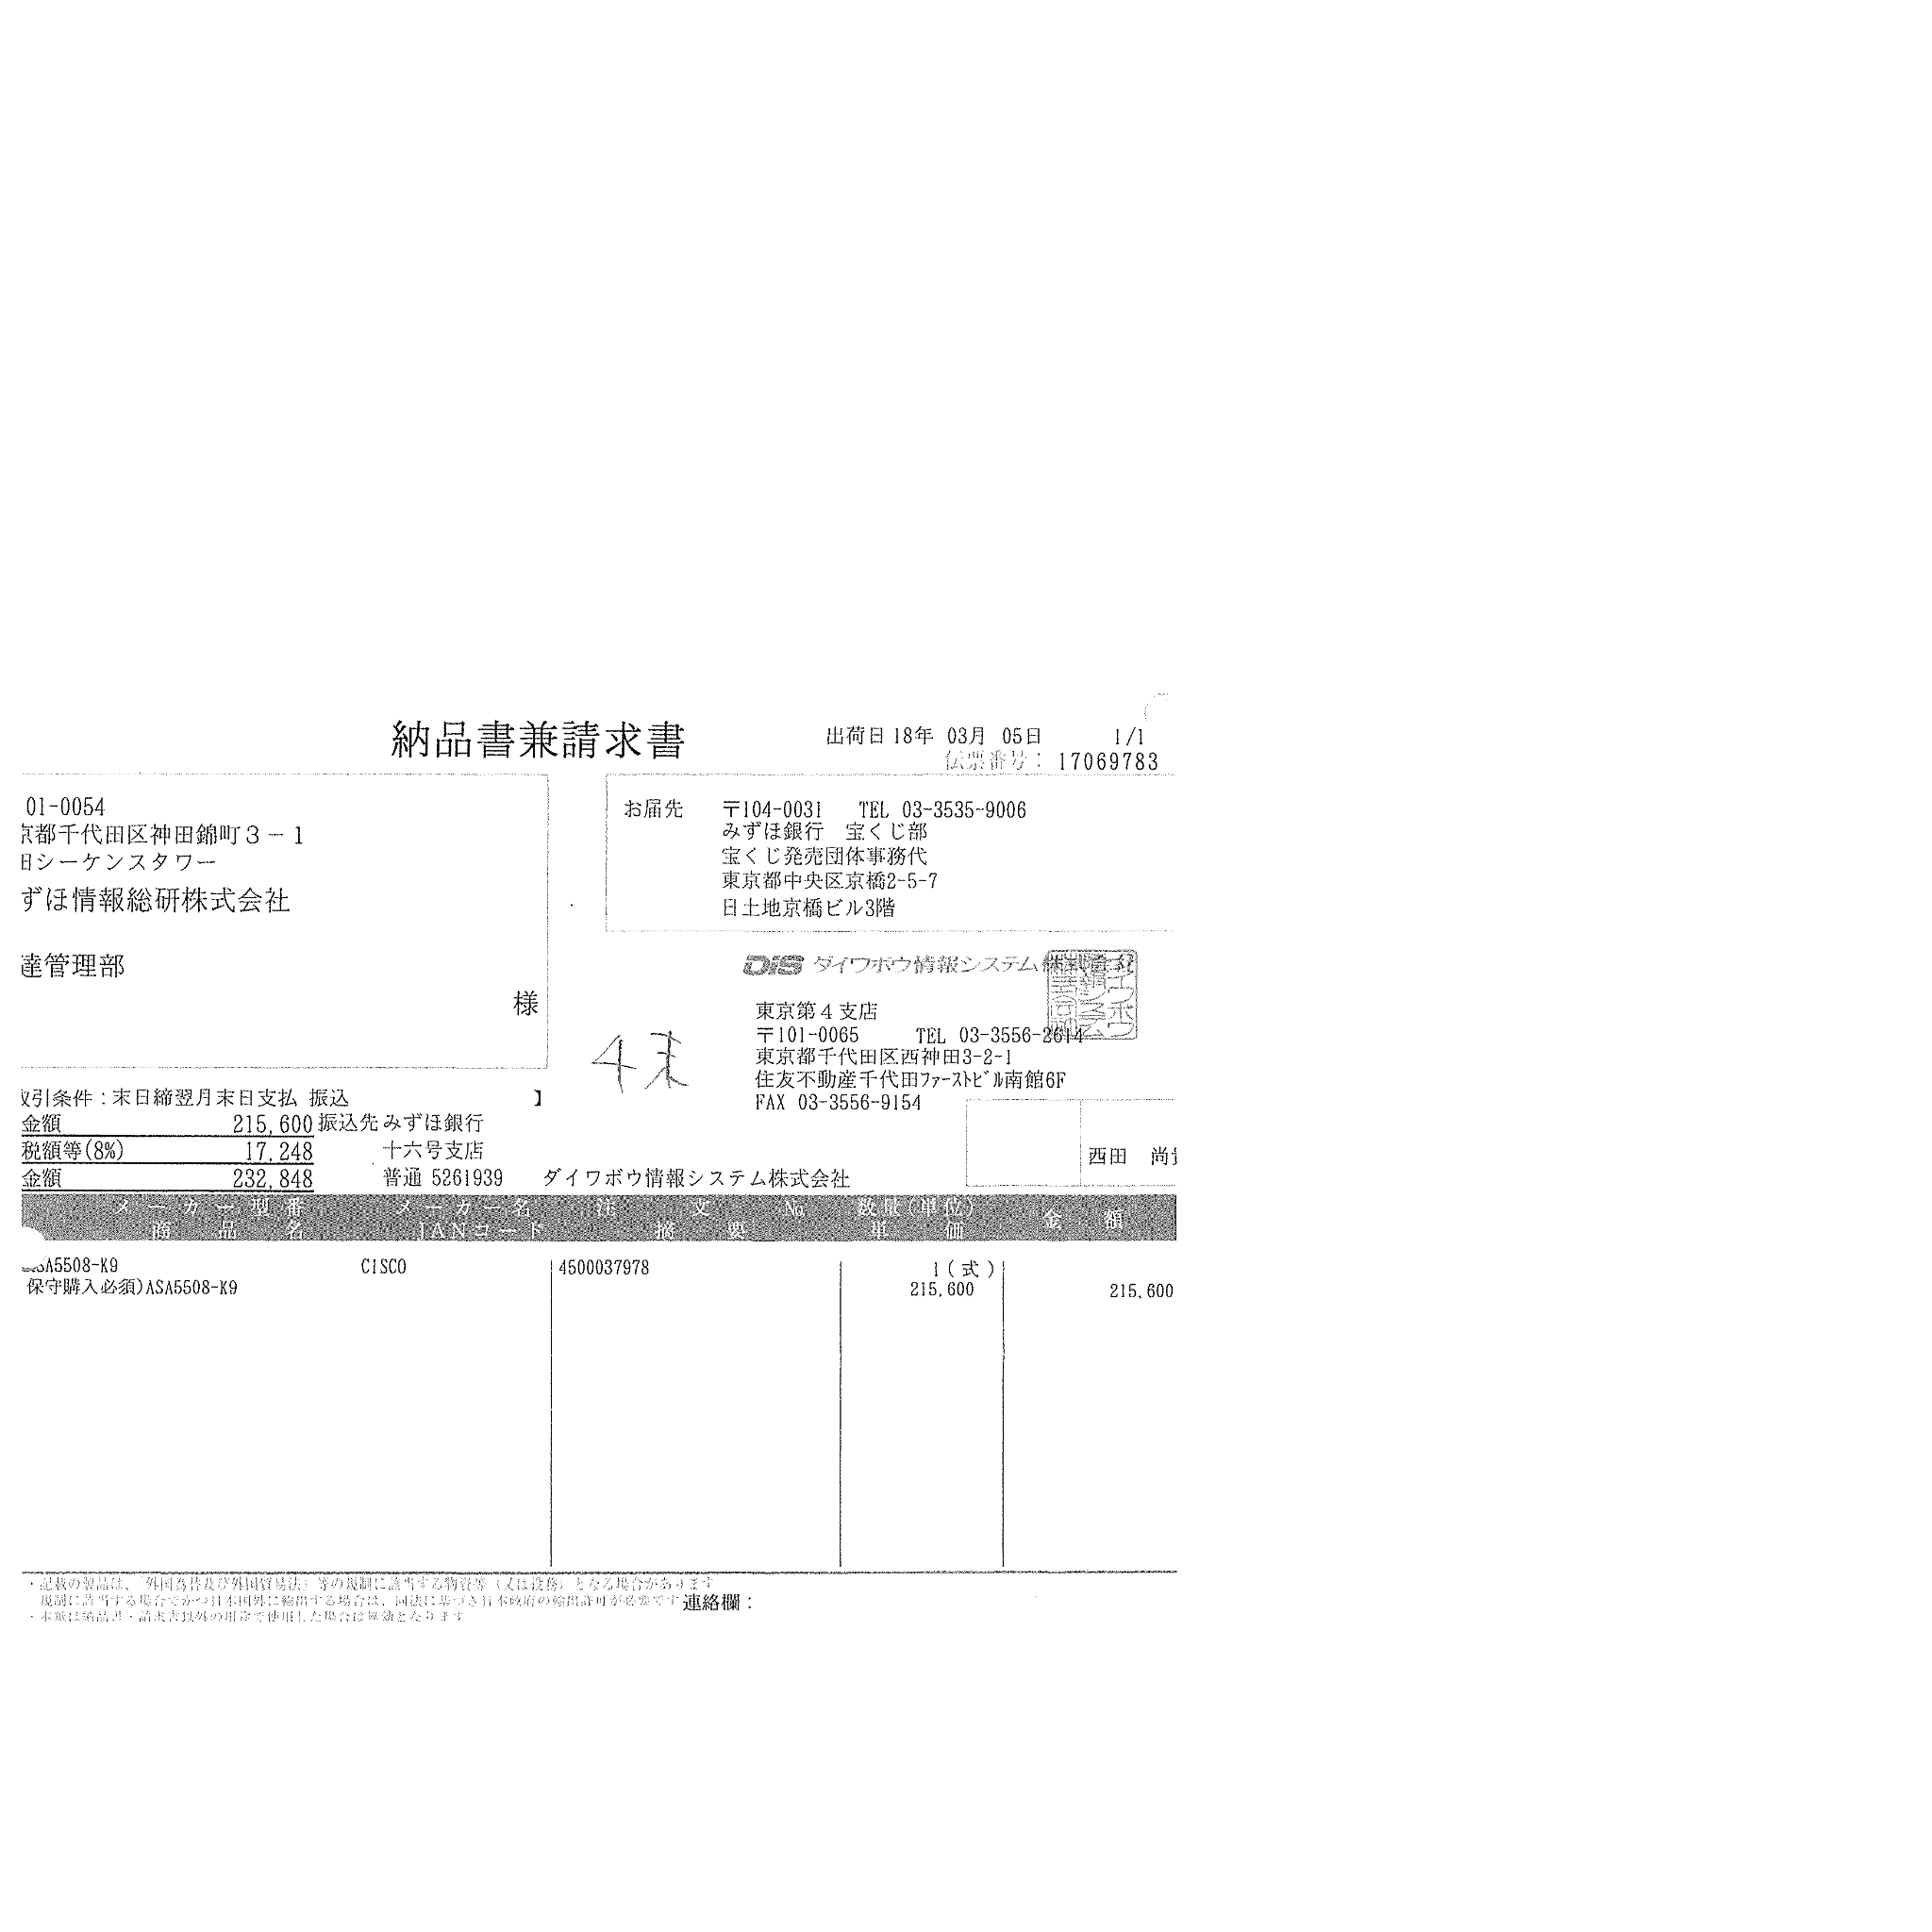 納品書兼請求書
出荷日 18年 03月 05日 1/1
伝票番号： 17069783
01-0054
京都千代田区神田錦町３－１
田シーケンスタワー
ずほ情報総研株式会社
達管理部
様
お届先 〒104-0031 TEL 03-3535-9006
みずほ銀行 宝くじ部
宝くじ発売団体事務代
東京都中央区京橋2-5-7
日土地京橋ビル3階
DiS ダイワボウ情報システム株式会社
東京第４支店
〒101-0065 TEL 03-3556-2614
東京都千代田区西神田3-2-1
住友不動産千代田ﾌｧｰｽﾄﾋﾞﾙ南館6F
FAX 03-3556-9154
4末
取引条件：末日締翌月末日支払 振込 】
金額 215,600 振込先 みずほ銀行
税額等(8%) 17,248 十六号支店
金額 232,848 普通 5261939 ダイワボウ情報システム株式会社
西田 尚
メーカー型番 メーカー名 注文No 数量(単位) 金額
商品名 JANコード 摘要 単価
ASA5508-K9 CISCO 4500037978 1(式)
保守購入必須)ASA5508-K9 215,600 215,600
・記載の製品は、「外国為替及び外国貿易法」等の規制に該当する物資等（又は役務）となる場合があります
規制に該当する場合でかつ日本国外に輸出する場合は、同法に基づき日本政府の輸出許可が必要です 連絡欄：
・本紙は納品書・請求書以外の用途で使用した場合は無効となります